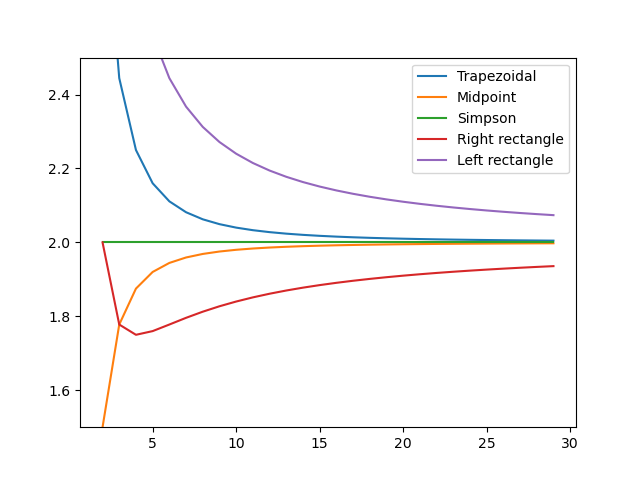 Trapezoidal
Midpoint
Simpson
Right rectangle
Left rectangle
2.4
2.2
2.0
1.8
1.6
5 10 15 20 25 30